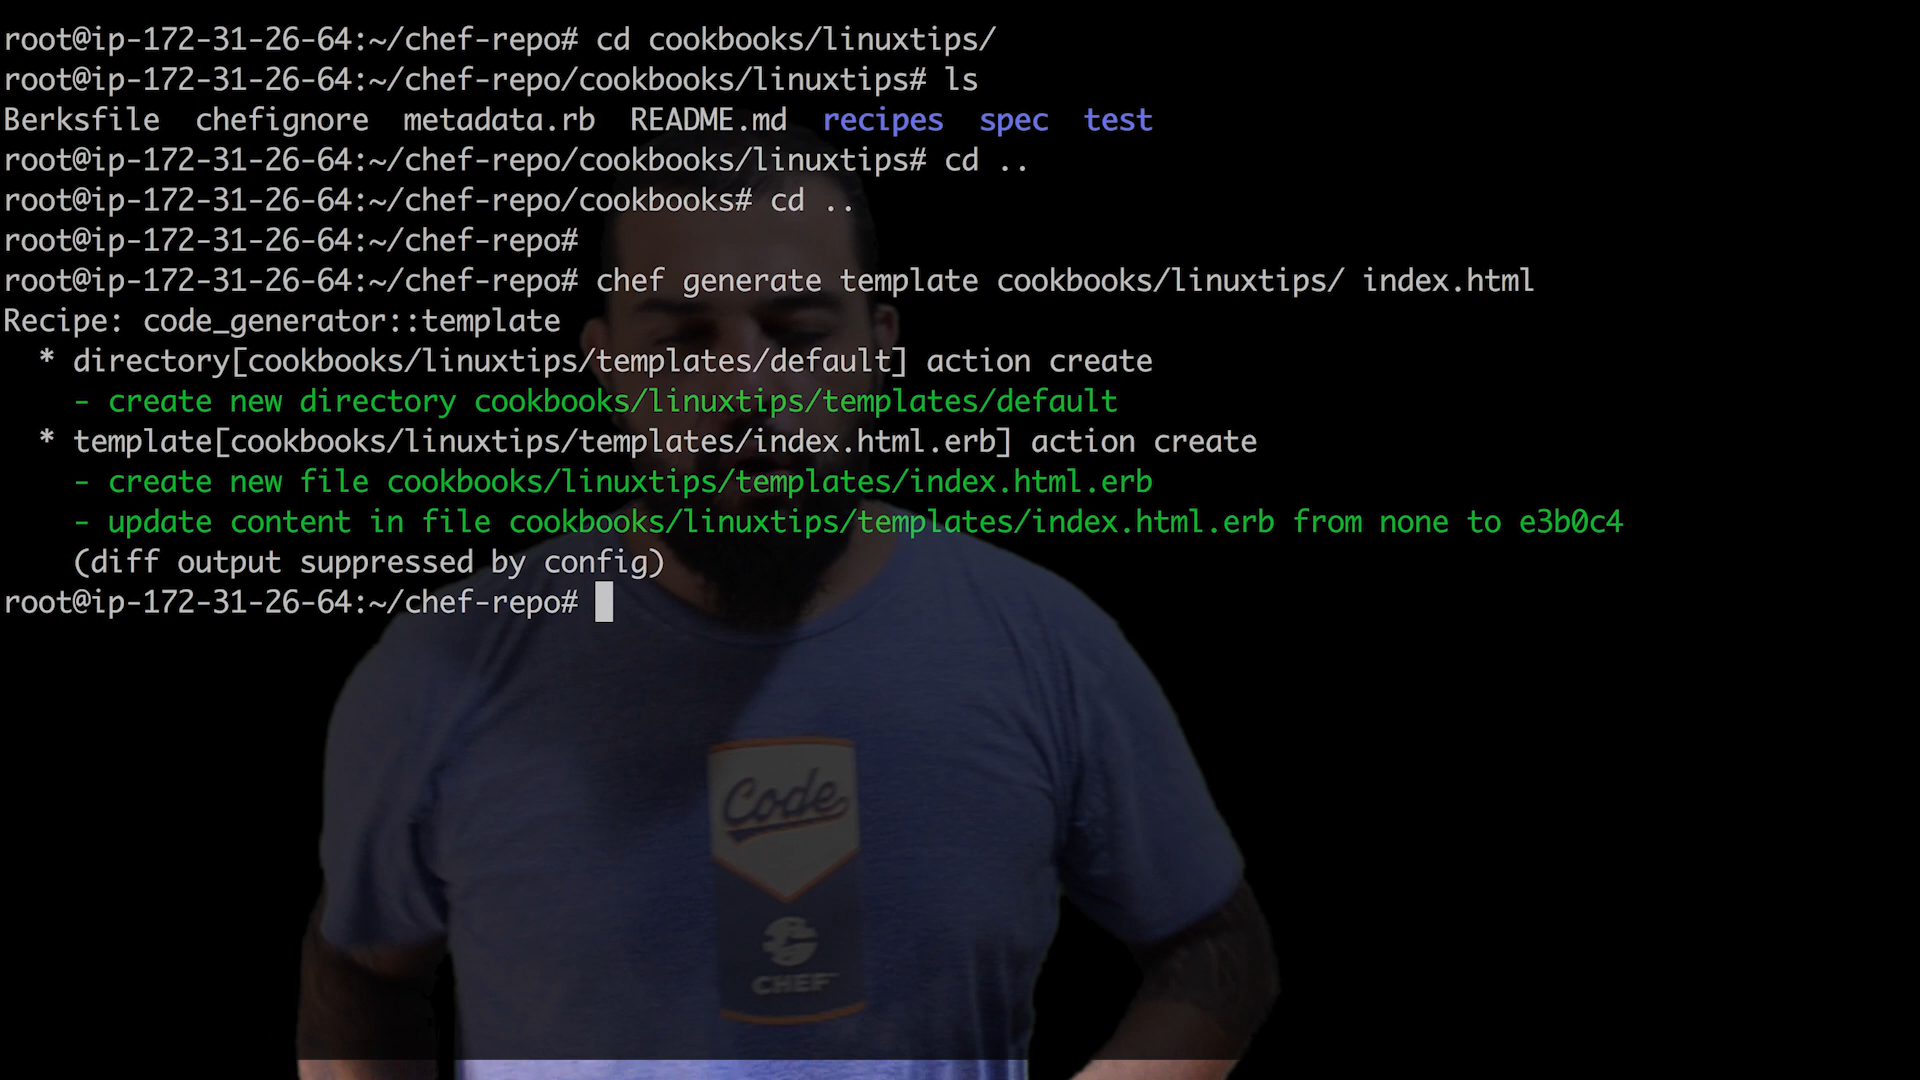 root@ip-172-31-26-64:~/chef-repo# cd cookbooks/linuxtips/
root@ip-172-31-26-64:~/chef-repo/cookbooks/linuxtips# ls
Berksfile  chefignore  metadata.rb  README.md  recipes  spec  test
root@ip-172-31-26-64:~/chef-repo/cookbooks/linuxtips# cd ..
root@ip-172-31-26-64:~/chef-repo/cookbooks# cd ..
root@ip-172-31-26-64:~/chef-repo#
root@ip-172-31-26-64:~/chef-repo# chef generate template cookbooks/linuxtips/ index.html
Recipe: code_generator::template
  * directory[cookbooks/linuxtips/templates/default] action create
    - create new directory cookbooks/linuxtips/templates/default
  * template[cookbooks/linuxtips/templates/index.html.erb] action create
    - create new file cookbooks/linuxtips/templates/index.html.erb
    - update content in file cookbooks/linuxtips/templates/index.html.erb from none to e3b0c4
    (diff output suppressed by config)
root@ip-172-31-26-64:~/chef-repo#
Code
CHEF